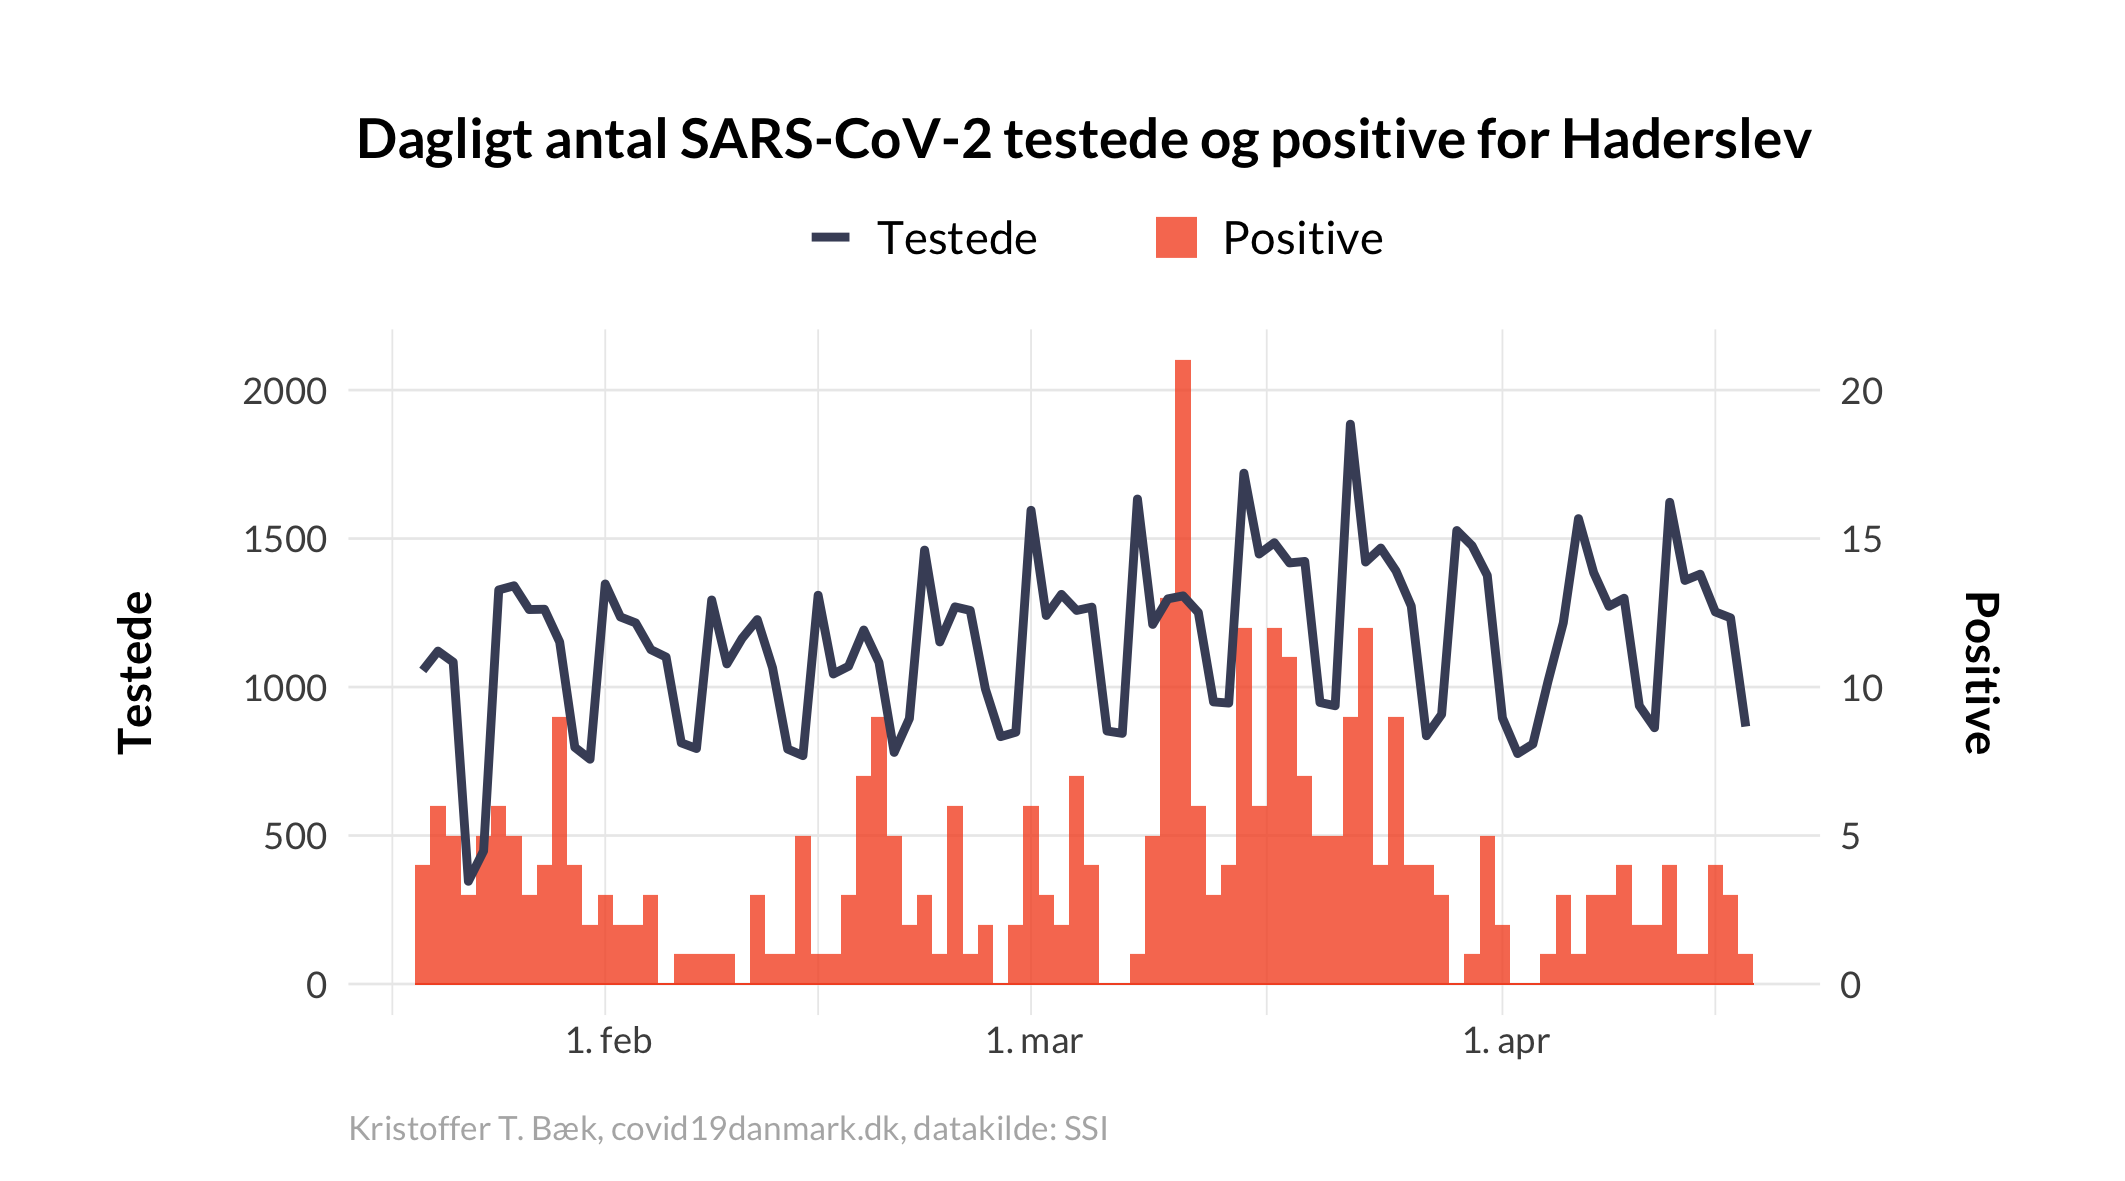 Dagligt antal SARS-CoV-2 testede og positive for Haderslev
Testede
Positive
2000
1500
1000
500
0
20
15
10
5
0
Testede
Positive
1. feb
1. mar
1. apr
Kristoffer T. Bæk, covid19danmark.dk, datakilde: SSI